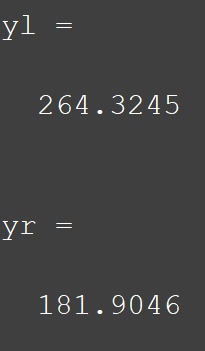 yl =
264.3245
yr =
181.9046